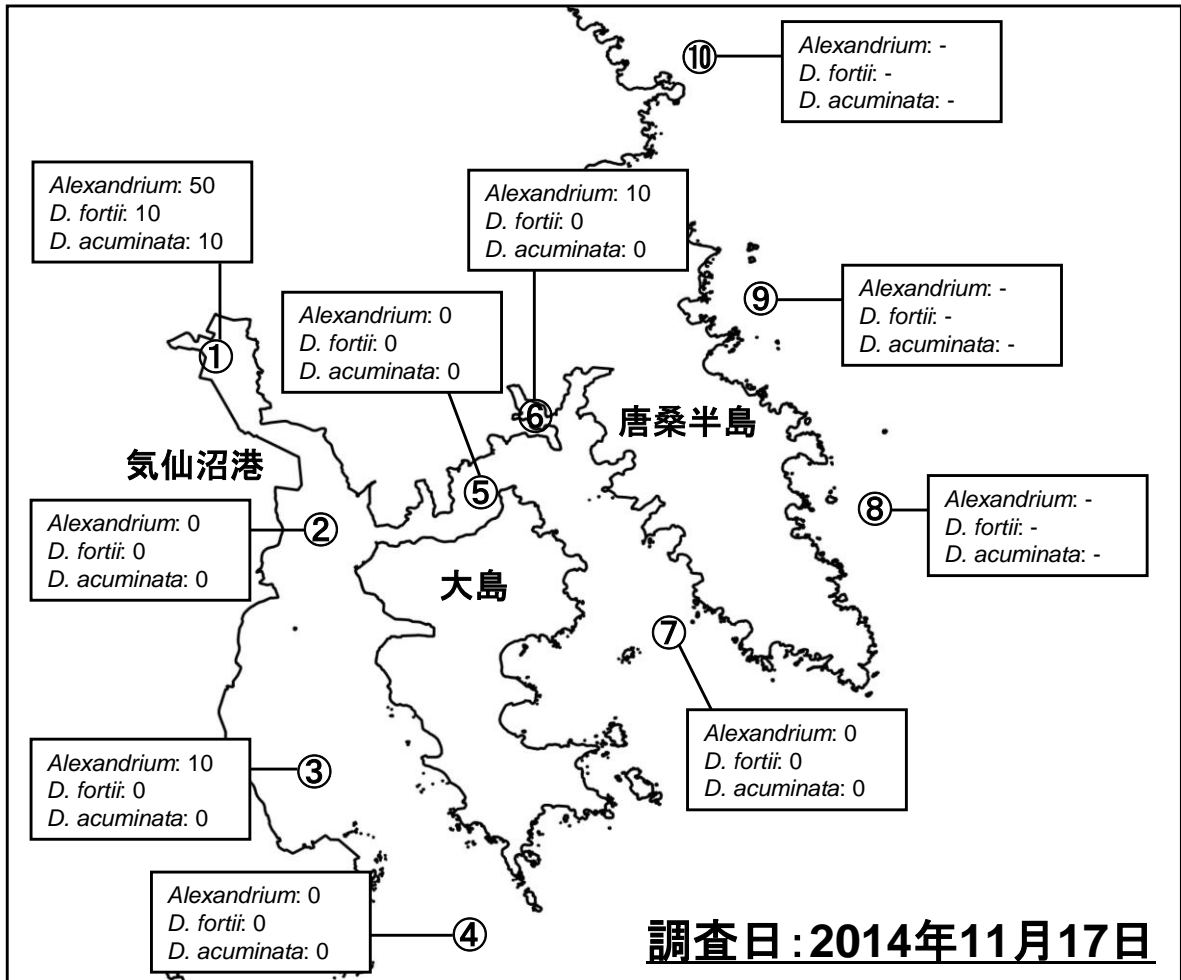 ⑩
Alexandrium: -
D. fortii: -
D. acuminata: -
Alexandrium: 50
D. fortii: 10
D. acuminata: 10
①
Alexandrium: 10
D. fortii: 0
D. acuminata: 0
⑥
Alexandrium: 0
D. fortii: 0
D. acuminata: 0
⑤
⑨
Alexandrium: -
D. fortii: -
D. acuminata: -
唐桑半島
気仙沼港
Alexandrium: 0
D. fortii: 0
D. acuminata: 0
②
⑧
Alexandrium: -
D. fortii: -
D. acuminata: -
大島
⑦
Alexandrium: 0
D. fortii: 0
D. acuminata: 0
Alexandrium: 10
D. fortii: 0
D. acuminata: 0
③
Alexandrium: 0
D. fortii: 0
D. acuminata: 0
④
調査日:2014年11月17日